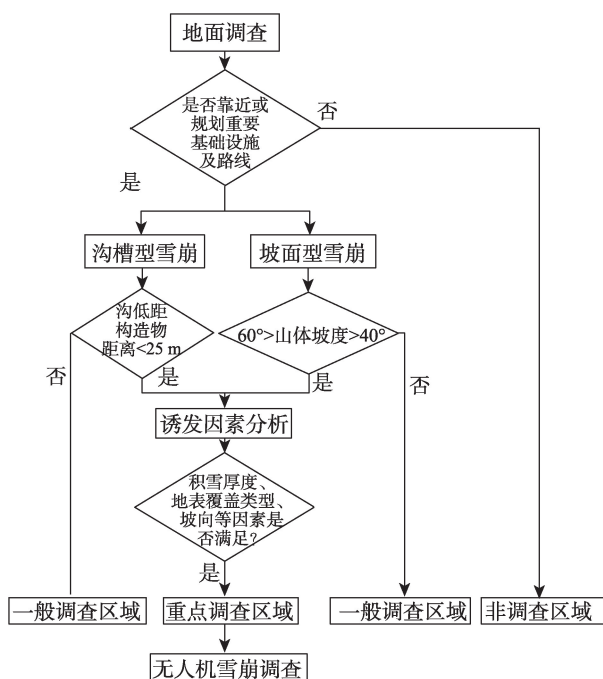 地面调查
是否靠近或
规划重要
基础设施
及路线
否
是
沟槽型雪崩
坡面型雪崩
沟低距
构造物
距离<25 m
60°>山体坡度>40°
否
是
是
否
诱发因素分析
积雪厚度、
地表覆盖类型、
坡向等因素是
否满足?
是
一般调查区域
重点调查区域
一般调查区域
非调查区域
无人机雪崩调查